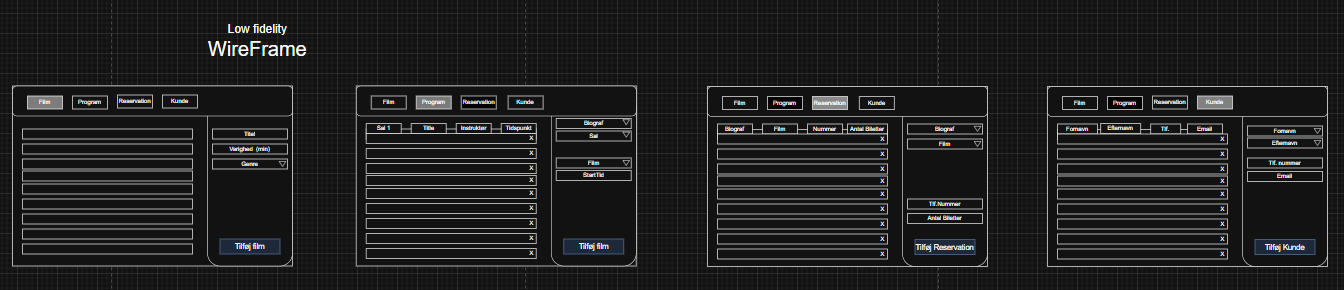 Low fidelity
WireFrame
Film Program Reservation Kunde
Titel
Varighed (min)
Genre
Tilføj film
Film Program Reservation Kunde
Sal 1 Title Instruktør Tidspunkt
X
X
X
X
X
X
X
X
X
Biograf
Sal
Film
StartTid
Tilføj film
Film Program Reservation Kunde
Biograf Film Nummer Antal Biletter
X
X
X
X
X
X
X
X
X
Biograf
Film
Tlf.Nummer
Antal Biletter
Tilføj Reservation
Film Program Reservation Kunde
Fornavn Efternavn Tlf. Email
X
X
X
X
X
X
X
X
X
Fornavn
Efternavn
Tlf. nummer
Email
Tilføj Kunde